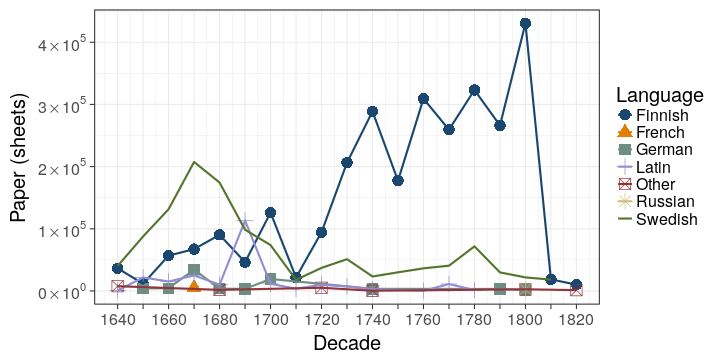 4×10⁵
3×10⁵
2×10⁵
1×10⁵
0×10⁰
Paper (sheets)
1640 1660 1680 1700 1720 1740 1760 1780 1800 1820
Decade
Language
Finnish
French
German
Latin
Other
Russian
Swedish